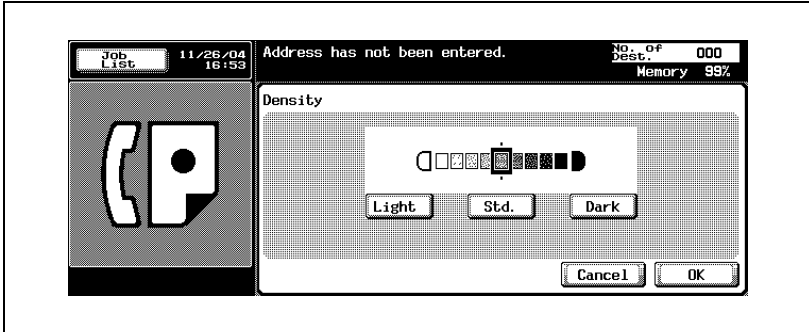 Job
List
11/26/04
16:53
Address has not been entered.
No. of
Dest.
000
Memory 99%
Density
Light Std. Dark
Cancel OK